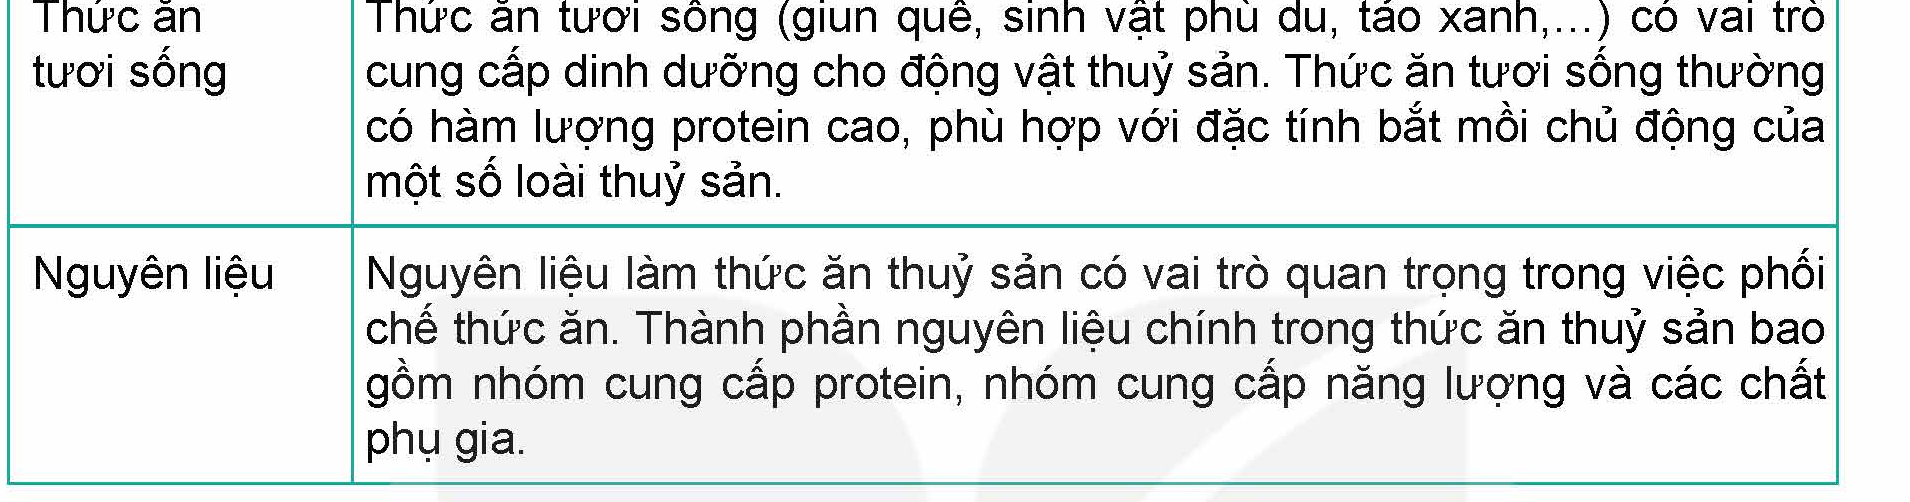 Thức ăn
tươi sống
Thức ăn tươi sống (giun quế, sinh vật phù du, tảo xanh,...) có vai trò
cung cấp dinh dưỡng cho động vật thuỷ sản. Thức ăn tươi sống thường
có hàm lượng protein cao, phù hợp với đặc tính bắt mồi chủ động của
một số loài thuỷ sản.
Nguyên liệu
Nguyên liệu làm thức ăn thuỷ sản có vai trò quan trọng trong việc phối
chế thức ăn. Thành phần nguyên liệu chính trong thức ăn thuỷ sản bao
gồm nhóm cung cấp protein, nhóm cung cấp năng lượng và các chất
phụ gia.